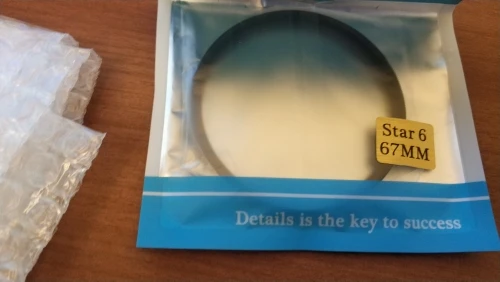 Star 6
67MM
Details is the key to success